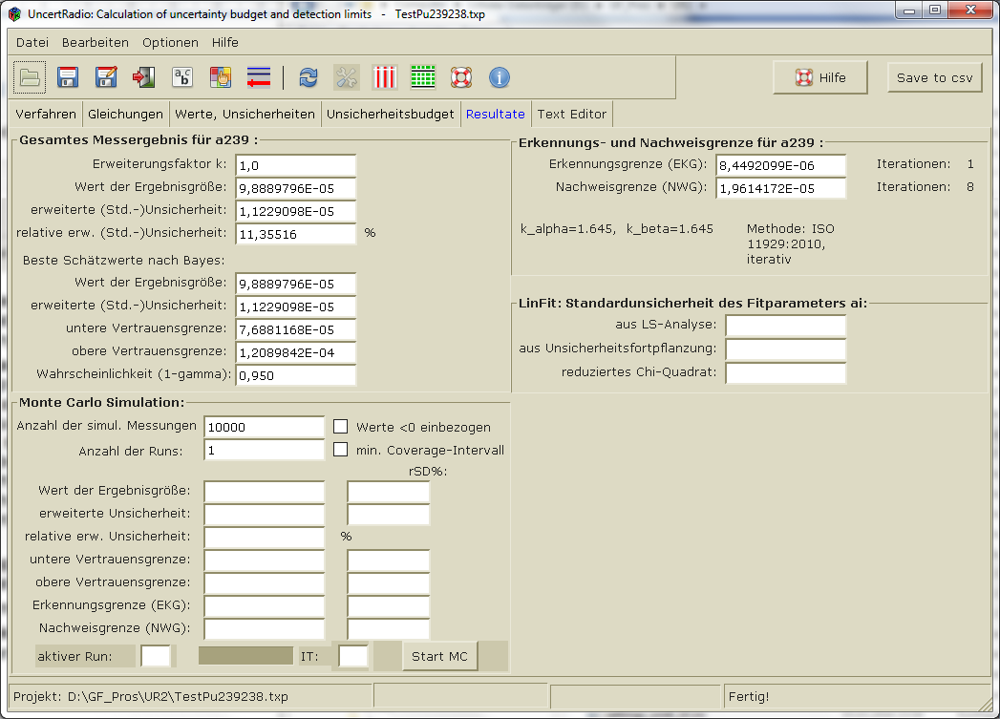 UncertRadio: Calculation of uncertainty budget and detection limits - TestPu239238.txp
Datei Bearbeiten Optionen Hilfe
a c b
Hilfe
Save to csv
Verfahren Gleichungen Werte, Unsicherheiten Unsicherheitsbudget Resultate Text Editor
Gesamtes Messergebnis für a239 :
Erweiterungsfaktor k: 1,0
Wert der Ergebnisgröße: 9,8889796E-05
erweiterte (Std.-)Unsicherheit: 1,1229098E-05
relative erw. (Std.-)Unsicherheit: 11,35516 %
Beste Schätzwerte nach Bayes:
Wert der Ergebnisgröße: 9,8889796E-05
erweiterte (Std.-)Unsicherheit: 1,1229098E-05
untere Vertrauensgrenze: 7,6881168E-05
obere Vertrauensgrenze: 1,2089842E-04
Wahrscheinlichkeit (1-gamma): 0,950
Erkennungs- und Nachweisgrenze für a239 :
Erkennungsgrenze (EKG): 8,4492099E-06 Iterationen: 1
Nachweisgrenze (NWG): 1,9614172E-05 Iterationen: 8
k_alpha=1.645, k_beta=1.645 Methode: ISO
11929:2010,
iterativ
LinFit: Standardunsicherheit des Fitparameters ai:
aus LS-Analyse:
aus Unsicherheitsfortpflanzung:
reduziertes Chi-Quadrat:
Monte Carlo Simulation:
Anzahl der simul. Messungen 10000 Werte <0 einbezogen
Anzahl der Runs: 1 min. Coverage-Intervall
rSD%:
Wert der Ergebnisgröße:
erweiterte Unsicherheit:
relative erw. Unsicherheit: %
untere Vertrauensgrenze:
obere Vertrauensgrenze:
Erkennungsgrenze (EKG):
Nachweisgrenze (NWG):
aktiver Run: IT: Start MC
Projekt: D:\GF_Pros\UR2\TestPu239238.txp Fertig!